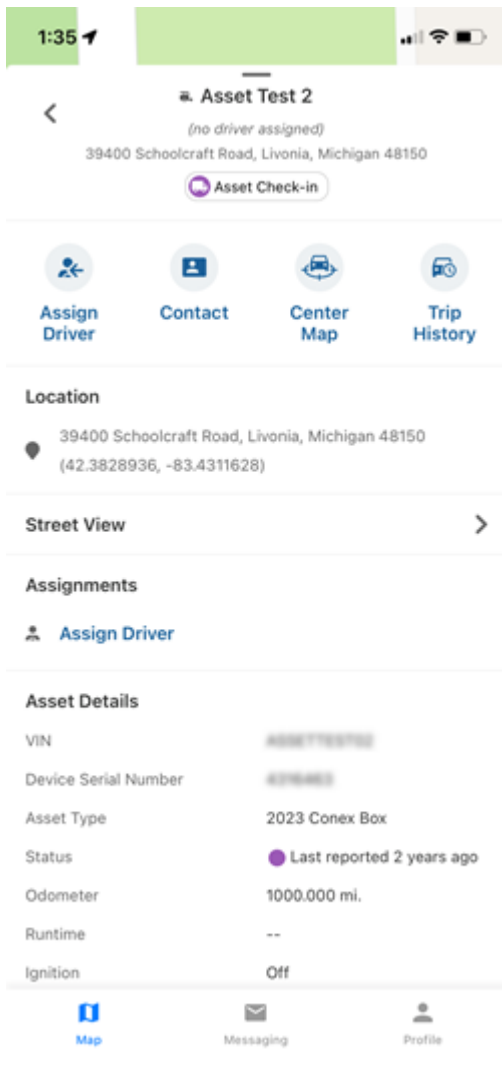 1:35
Asset Test 2
(no driver assigned)
39400 Schoolcraft Road, Livonia, Michigan 48150
Asset Check-in
Assign Driver
Contact
Center Map
Trip History
Location
39400 Schoolcraft Road, Livonia, Michigan 48150
(42.3828936, -83.4311628)
Street View
Assignments
Assign Driver
Asset Details
VIN
Device Serial Number
Asset Type 2023 Conex Box
Status Last reported 2 years ago
Odometer 1000.000 mi.
Runtime --
Ignition Off
Map Messaging Profile